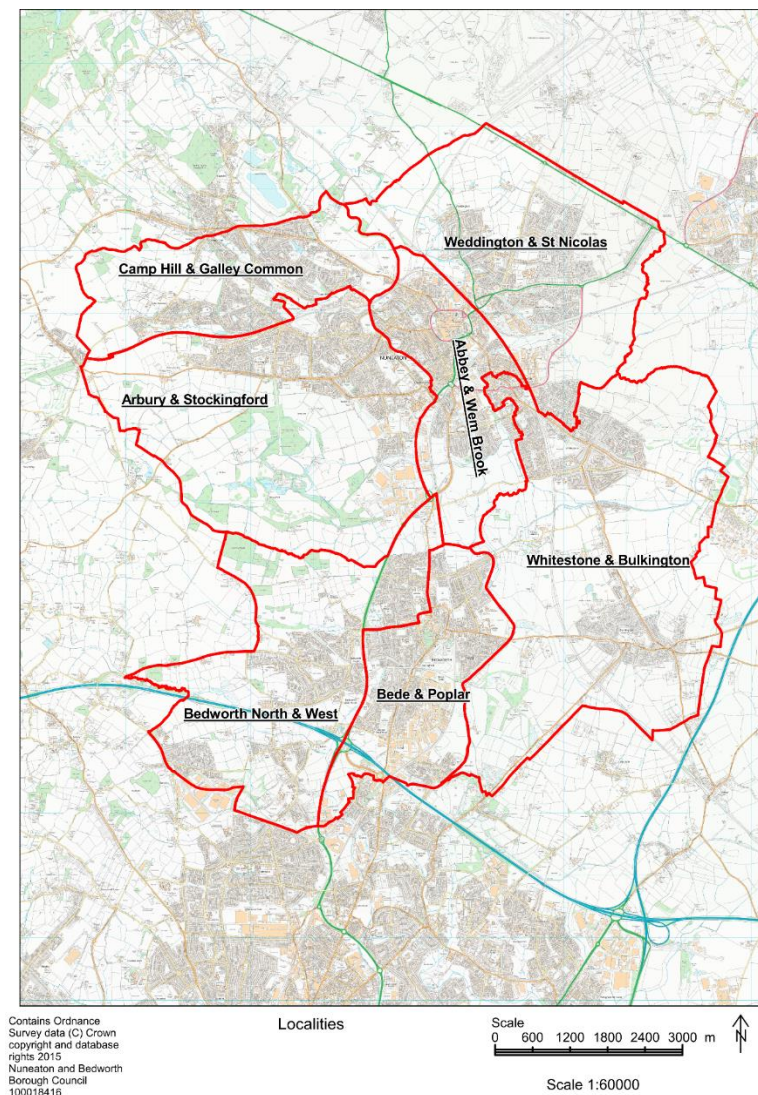 Weddington & St Nicolas
Camp Hill & Galley Common
NUNEATON
Abbey & Wem Brook
Arbury & Stockingford
Whitestone & Bulkington
Bede & Poplar
Bedworth North & West
Contains Ordnance
Survey data (C) Crown
copyright and database
rights 2015
Nuneaton and Bedworth
Borough Council
100018416
Localities
Scale
0 600 1200 1800 2400 3000 m
N
Scale 1:60000